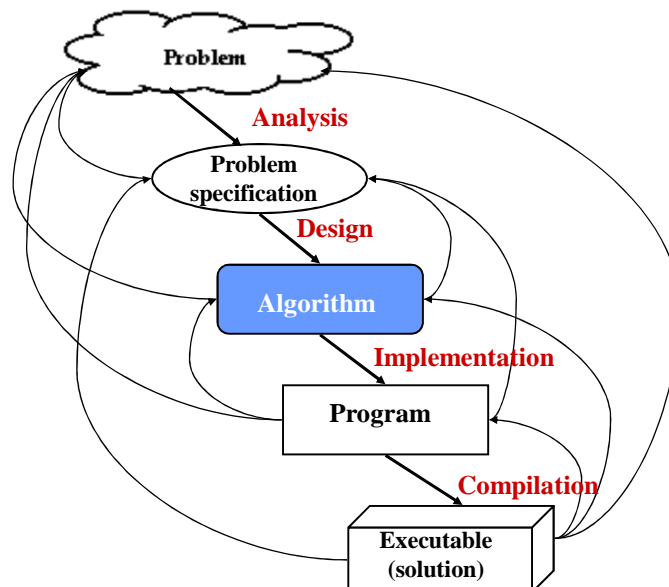 Problem
Analysis
Problem
specification
Design
Algorithm
Implementation
Program
Compilation
Executable
(solution)